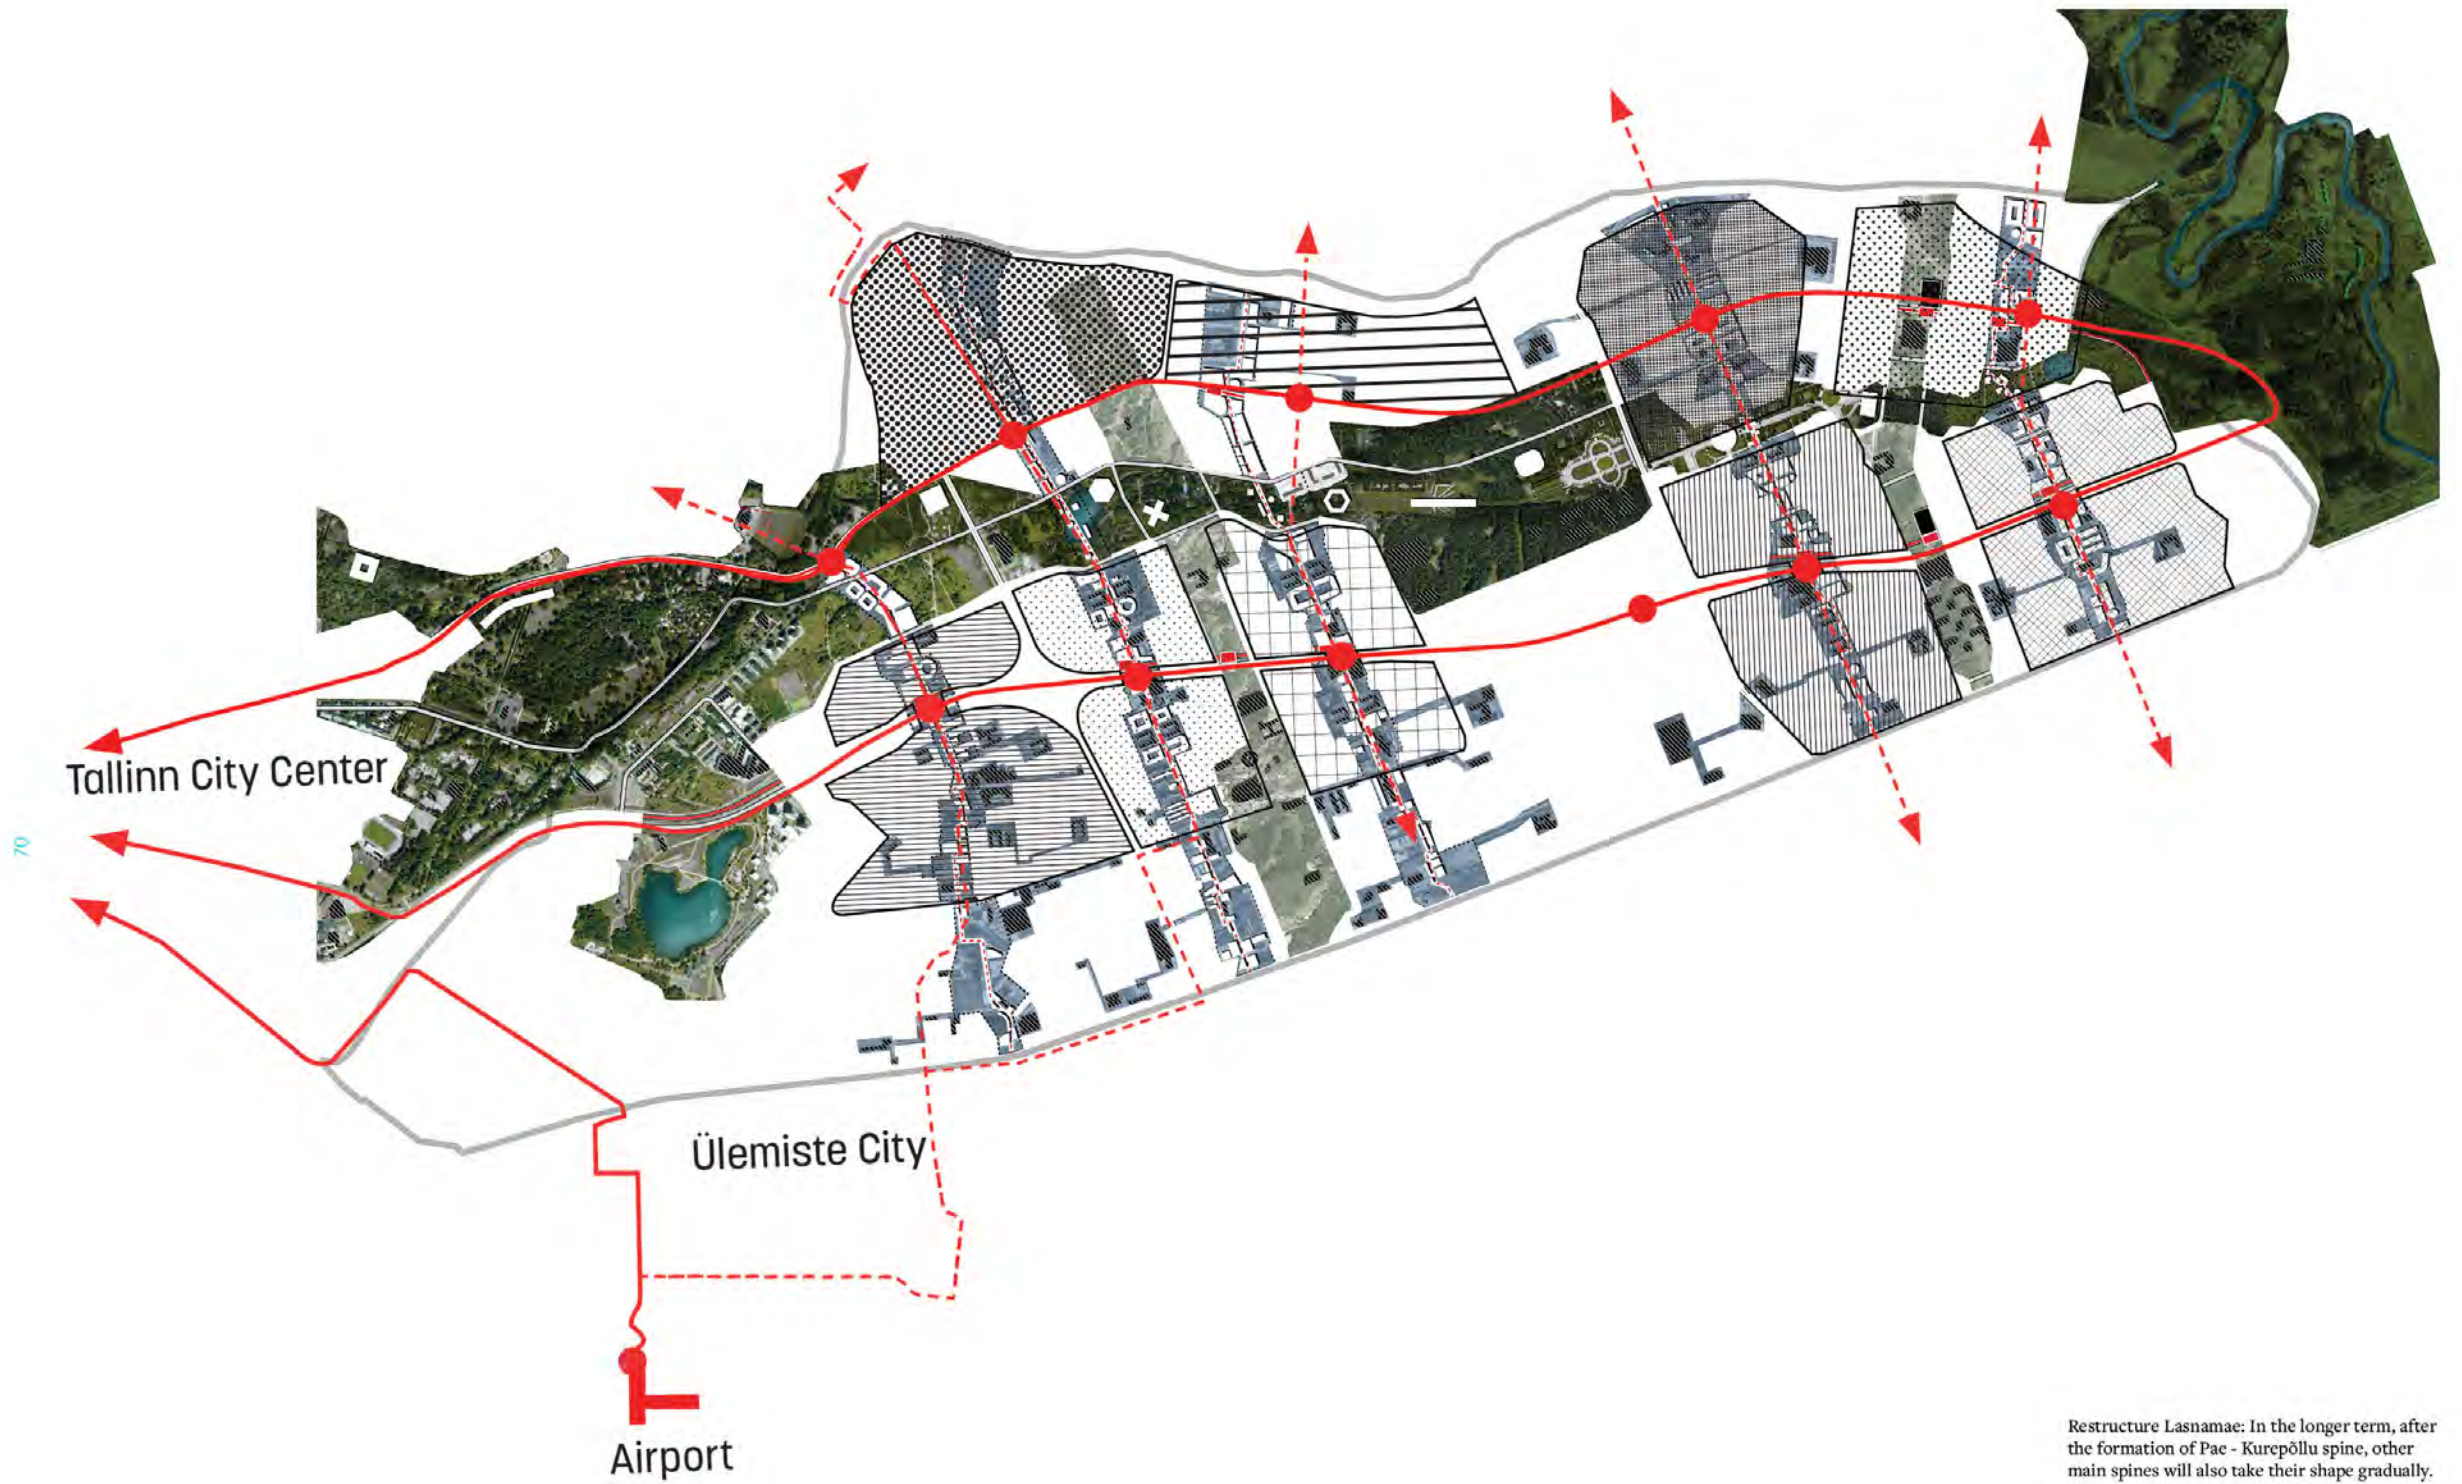 Tallinn City Center
70
Ülemiste City
Airport
Restructure Lasnamae: In the longer term, after
the formation of Pae - Kurepõllu spine, other
main spines will also take their shape gradually.